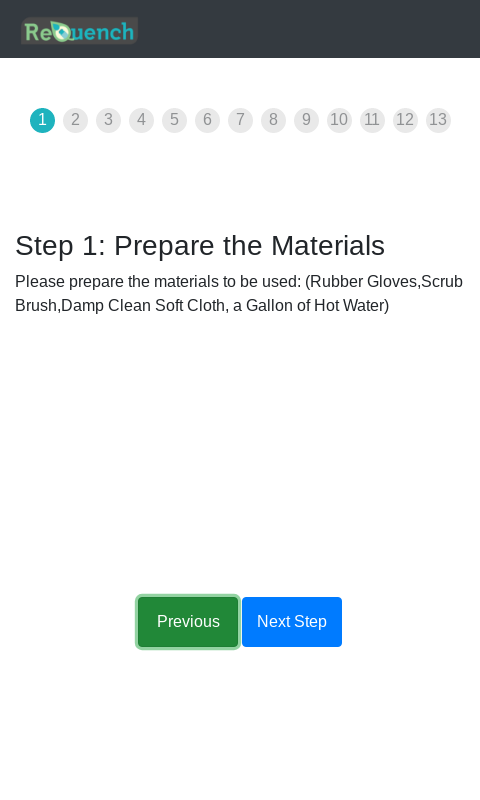 ReQuench
1 2 3 4 5 6 7 8 9 10 11 12 13
Step 1: Prepare the Materials
Please prepare the materials to be used: (Rubber Gloves,Scrub
Brush,Damp Clean Soft Cloth, a Gallon of Hot Water)
Previous Next Step